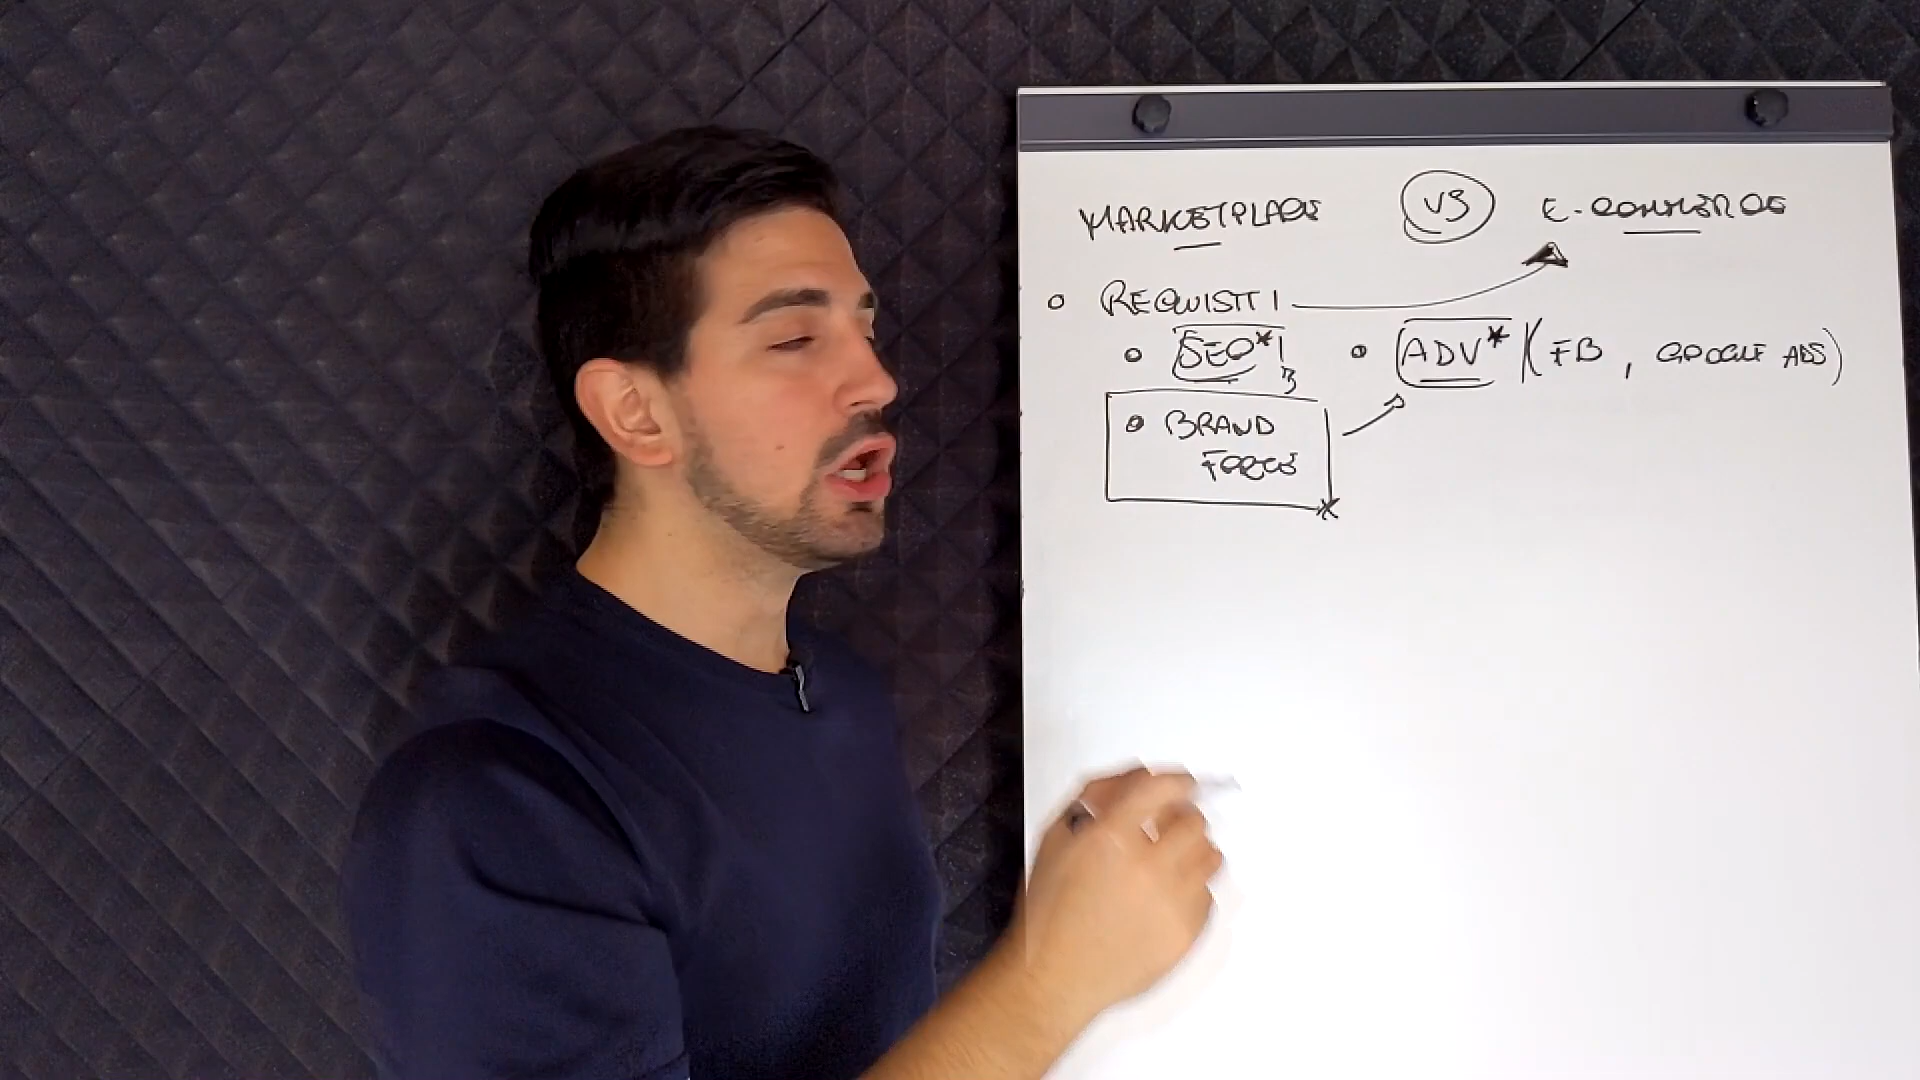 MARKETPLACE VS E-COMMERCE
REQUISITI
SEO* ADV* (FB, GOOGLE ADS)
BRAND
FORCE